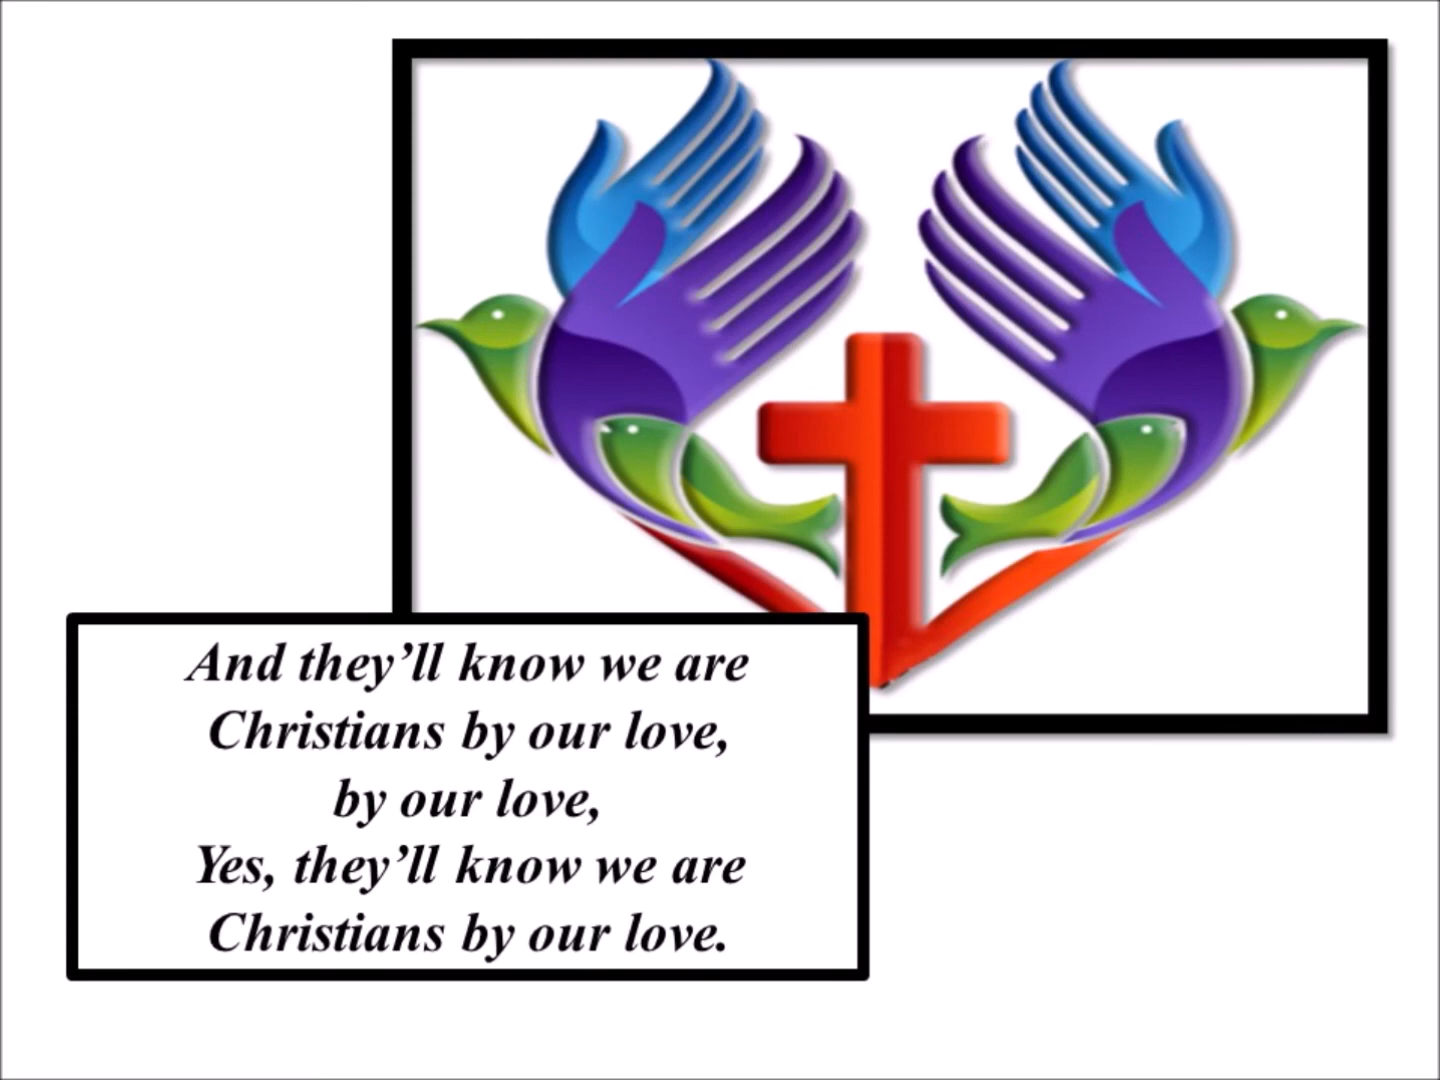 And they’ll know we are
Christians by our love,
by our love,
Yes, they’ll know we are
Christians by our love.